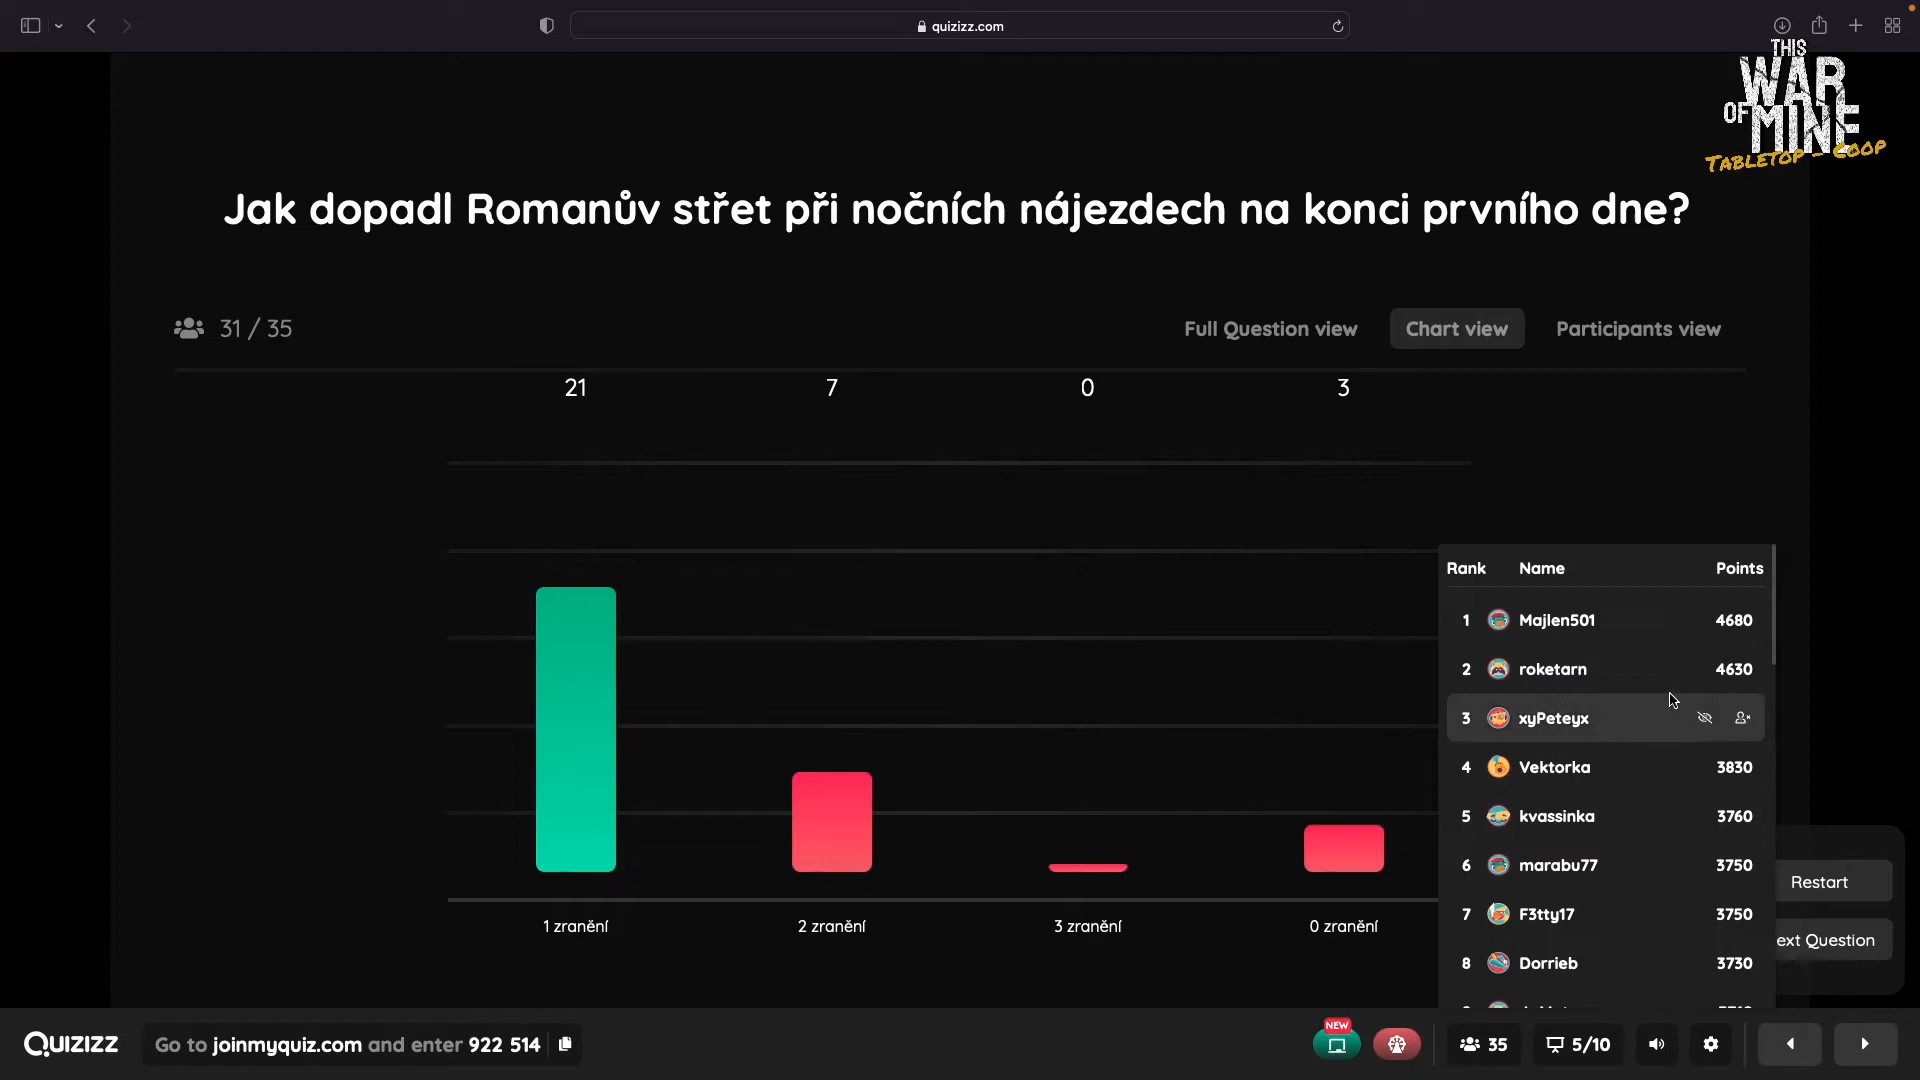 quizizz.com
THIS
WAR
OF MINE
TABLETOP - COOP
Jak dopadl Romanův střet při nočních nájezdech na konci prvního dne?
31 / 35
Full Question view
Chart view
Participants view
21
7
0
3
1 zranění
2 zranění
3 zranění
0 zranění
Rank Name Points
1 Majlen501 4680
2 roketarn 4630
3 xyPeteyx
4 Vektorka 3830
5 kvassinka 3760
6 marabu77 3750
7 F3tty17 3750
8 Dorrieb 3730
Restart
ext Question
QUIZIZZ
Go to joinmyquiz.com and enter 922 514
NEW
35
5/10